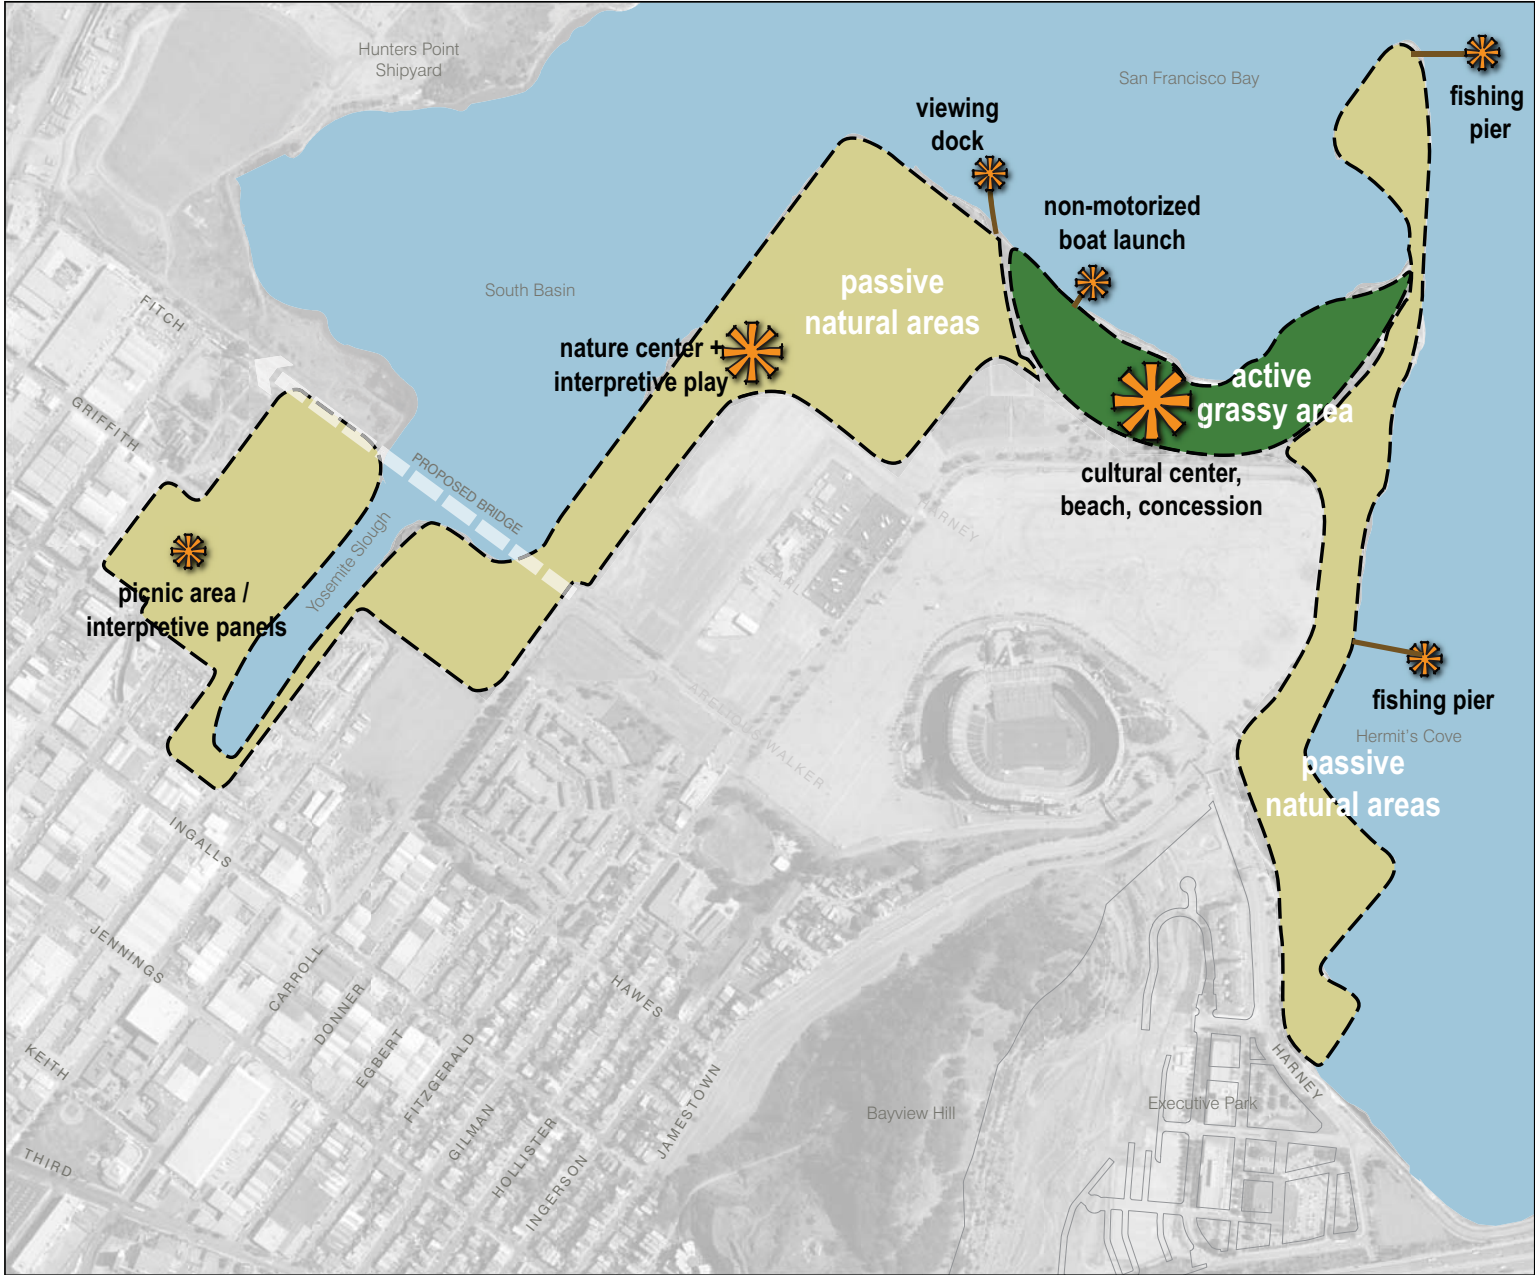 Hunters Point
Shipyard
San Francisco Bay
fishing
pier
viewing
dock
non-motorized
boat launch
South Basin
passive
natural areas
FITCH
nature center +
interpretive play
active
grassy area
GRIFFITH
PROPOSED BRIDGE
cultural center,
beach, concession
Yosemite Slough
picnic area /
interpretive panels
WALKER
fishing pier
Hermit's Cove
passive
natural areas
INGALLS
JENNINGS
CARROLL
DONNER
EGBERT
FITZGERALD
GILMAN
HOLLISTER
INGERSON
HAWES
JAMESTOWN
KEITH
THIRD
Bayview Hill
Executive Park
HARNEY